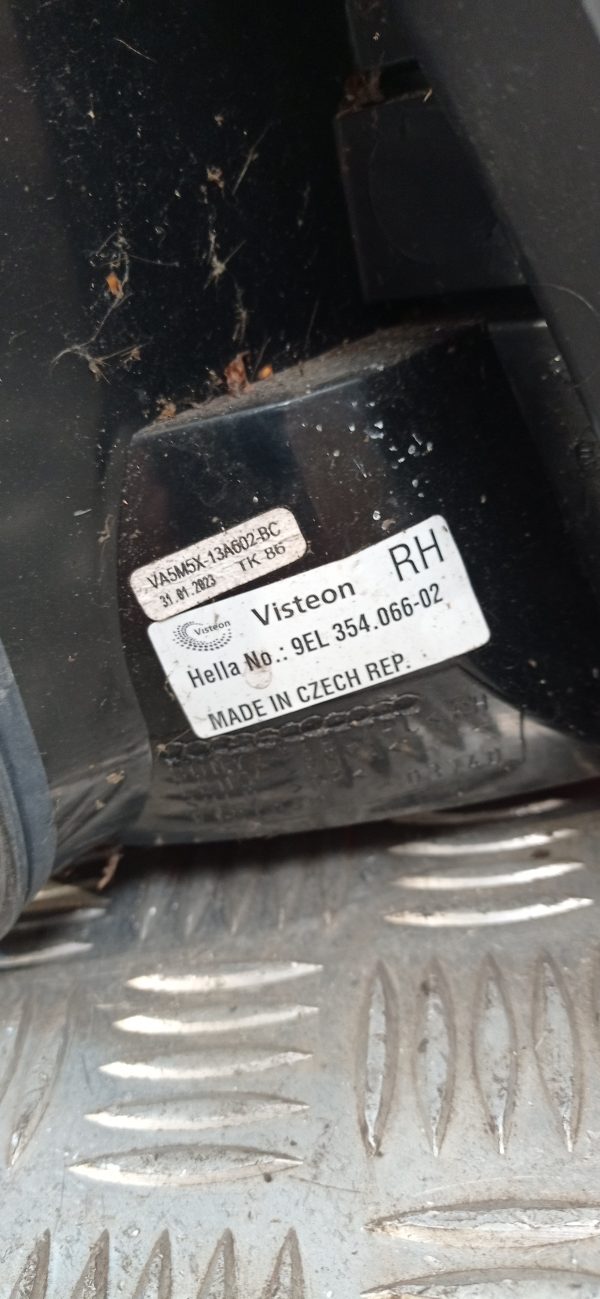 VA5M5X-13A602-BC
31.01.2023 TK 86
Visteon RH
Visteon
Hella No.: 9EL 354.066-02
MADE IN CZECH REP.